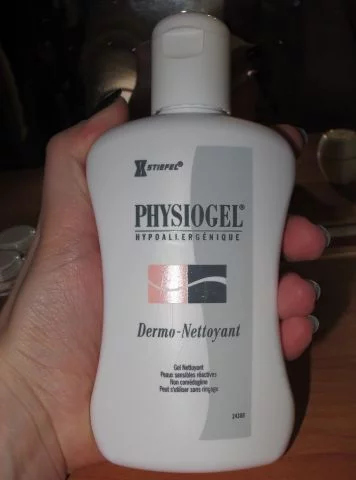 STIEFEL®
PHYSIOGEL®
HYPOALLERGÉNIQUE
Dermo-Nettoyant
Gel Nettoyant
Peaux sensibles réactives
Non comédogène
Peut s'utiliser sans rinçage